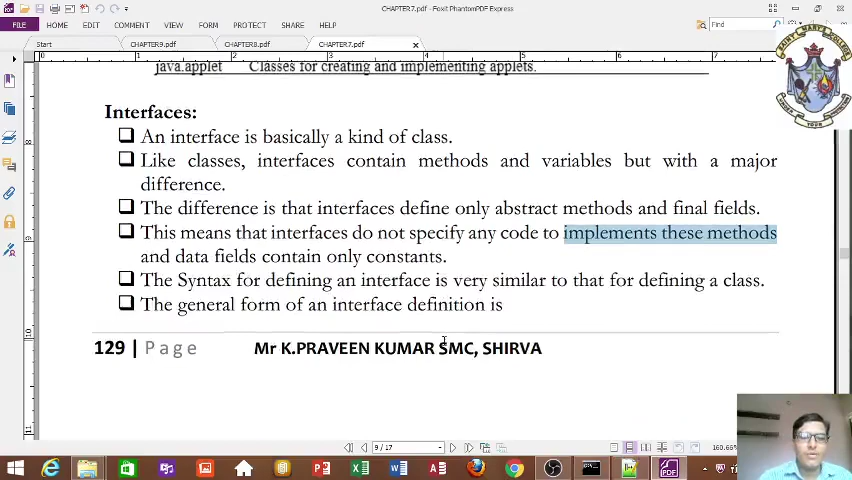 CHAPTER7.pdf - Foxit PhantomPDF Express
FILE HOME EDIT VIEW FORM PROTECT SHARE HELP Find
Start CHAPTER9.pdf CHAPTER8.pdf CHAPTER7.pdf
java.applet Classes for creating and implementing applets.
Interfaces:
An interface is basically a kind of class.
Like classes, interfaces contain methods and variables but with a major
difference.
The difference is that interfaces define only abstract methods and final fields.
This means that interfaces do not specify any code to implements these methods
and data fields contain only constants.
The Syntax for defining an interface is very similar to that for defining a class.
The general form of an interface definition is
129 | Page Mr K.PRAVEEN KUMAR SMC, SHIRVA
9 / 17 160.66%